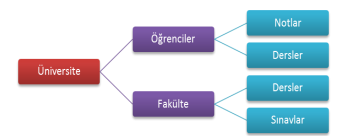 Üniversite
Öğrenciler
Notlar
Dersler
Fakülte
Dersler
Sınavlar